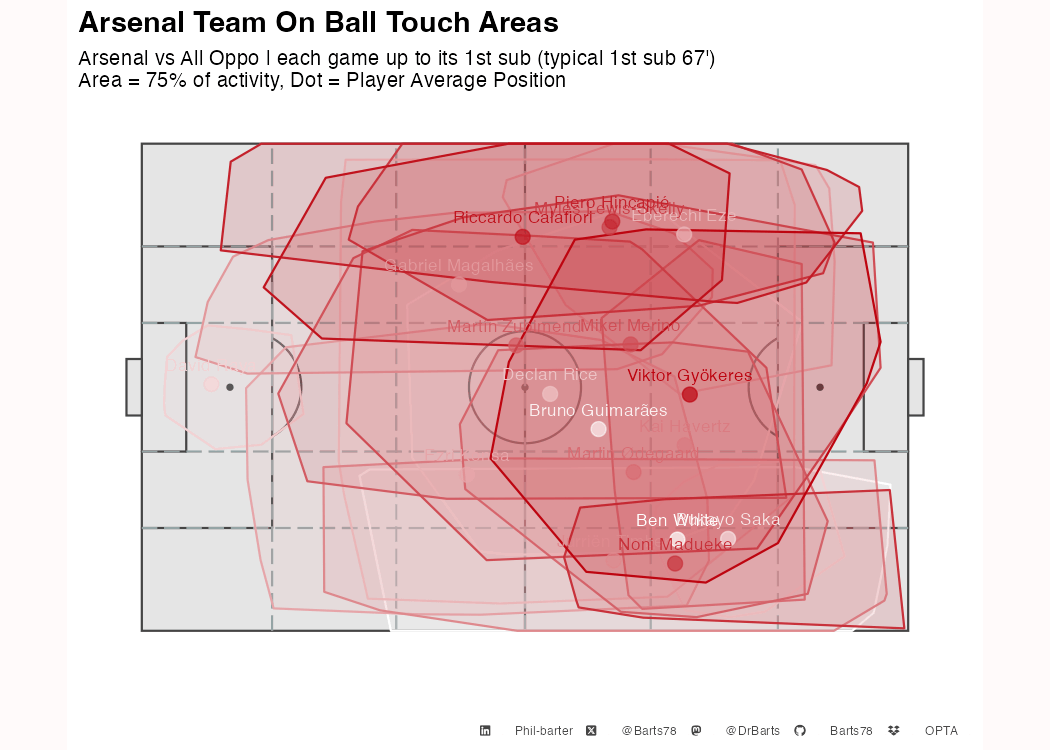 Arsenal Team On Ball Touch Areas
Arsenal vs All Oppo I each game up to its 1st sub (typical 1st sub 67')
Area = 75% of activity, Dot = Player Average Position
Piero Hincapié
Myles Lewis-Skelly
Riccardo Calafiori
Eberechi Eze
Gabriel Magalhães
Martin Zubimendi
Mikel Merino
Declan Rice
Viktor Gyökeres
Bruno Guimarães
Kai Havertz
Martin Ødegaard
Ben White
Bukayo Saka
Noni Madueke
Phil-barter
@Barts78
@DrBarts
Barts78
OPTA